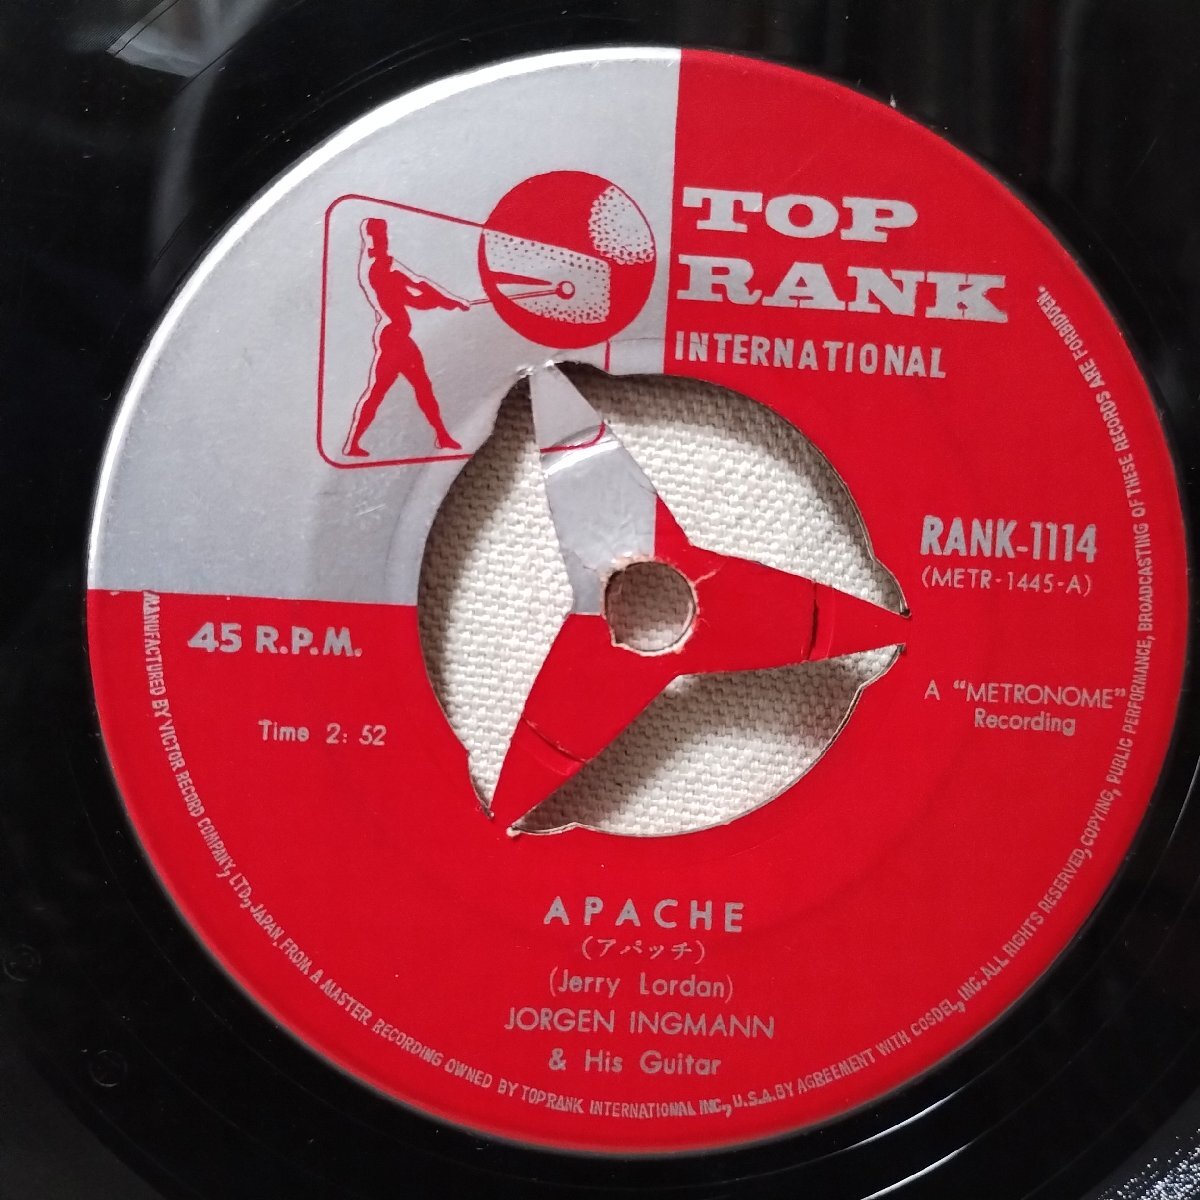 TOP
RANK
INTERNATIONAL
RANK-1114
(METR-1445-A)
45 R.P.M.
Time 2: 52
A "METRONOME"
Recording
APACHE
(アパッチ)
(Jerry Lordan)
JORGEN INGMANN
& His Guitar
MANUFACTURED BY VICTOR RECORD COMPANY, LTD., JAPAN, FROM A MASTER RECORDING OWNED BY TOP RANK INTERNATIONAL INC., U.S.A. BY AGREEMENT WITH COSDEL, INC. ALL RIGHTS RESERVED, COPYING, PUBLIC PERFORMANCE, BROADCASTING OF THESE RECORDS ARE FORBIDDEN.